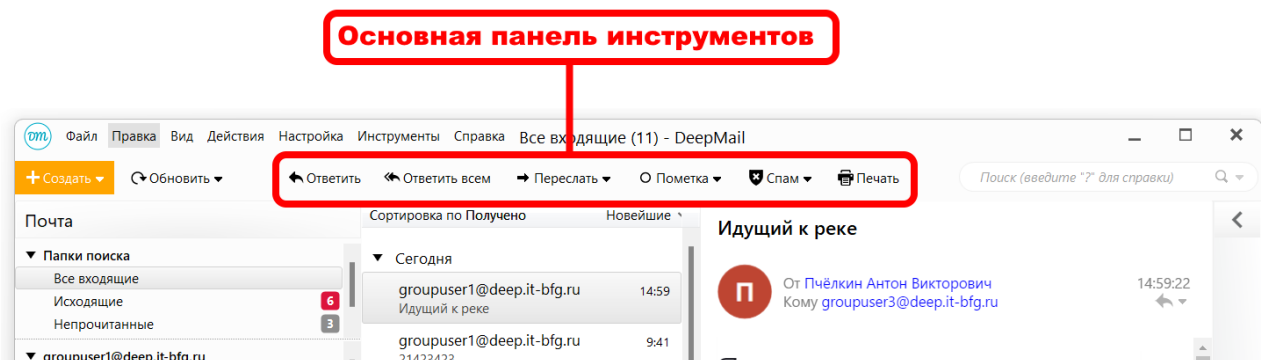 Основная панель инструментов
DM Файл Правка Вид Действия Настройка Инструменты Справка Все входящие (11) - DeepMail
Создать Обновить Ответить Ответить всем Переслать Пометка Спам Печать Поиск (введите "?" для справки)
Почта
Папки поиска
Все входящие
Исходящие 6
Непрочитанные 3
groupuser1@deep.it-bfg.ru
Сортировка по Получено Новейшие
Сегодня
groupuser1@deep.it-bfg.ru 14:59
Идущий к реке
groupuser1@deep.it-bfg.ru 9:41
21423423
Идущий к реке
П
От Пчёлкин Антон Викторович 14:59:22
Кому groupuser3@deep.it-bfg.ru